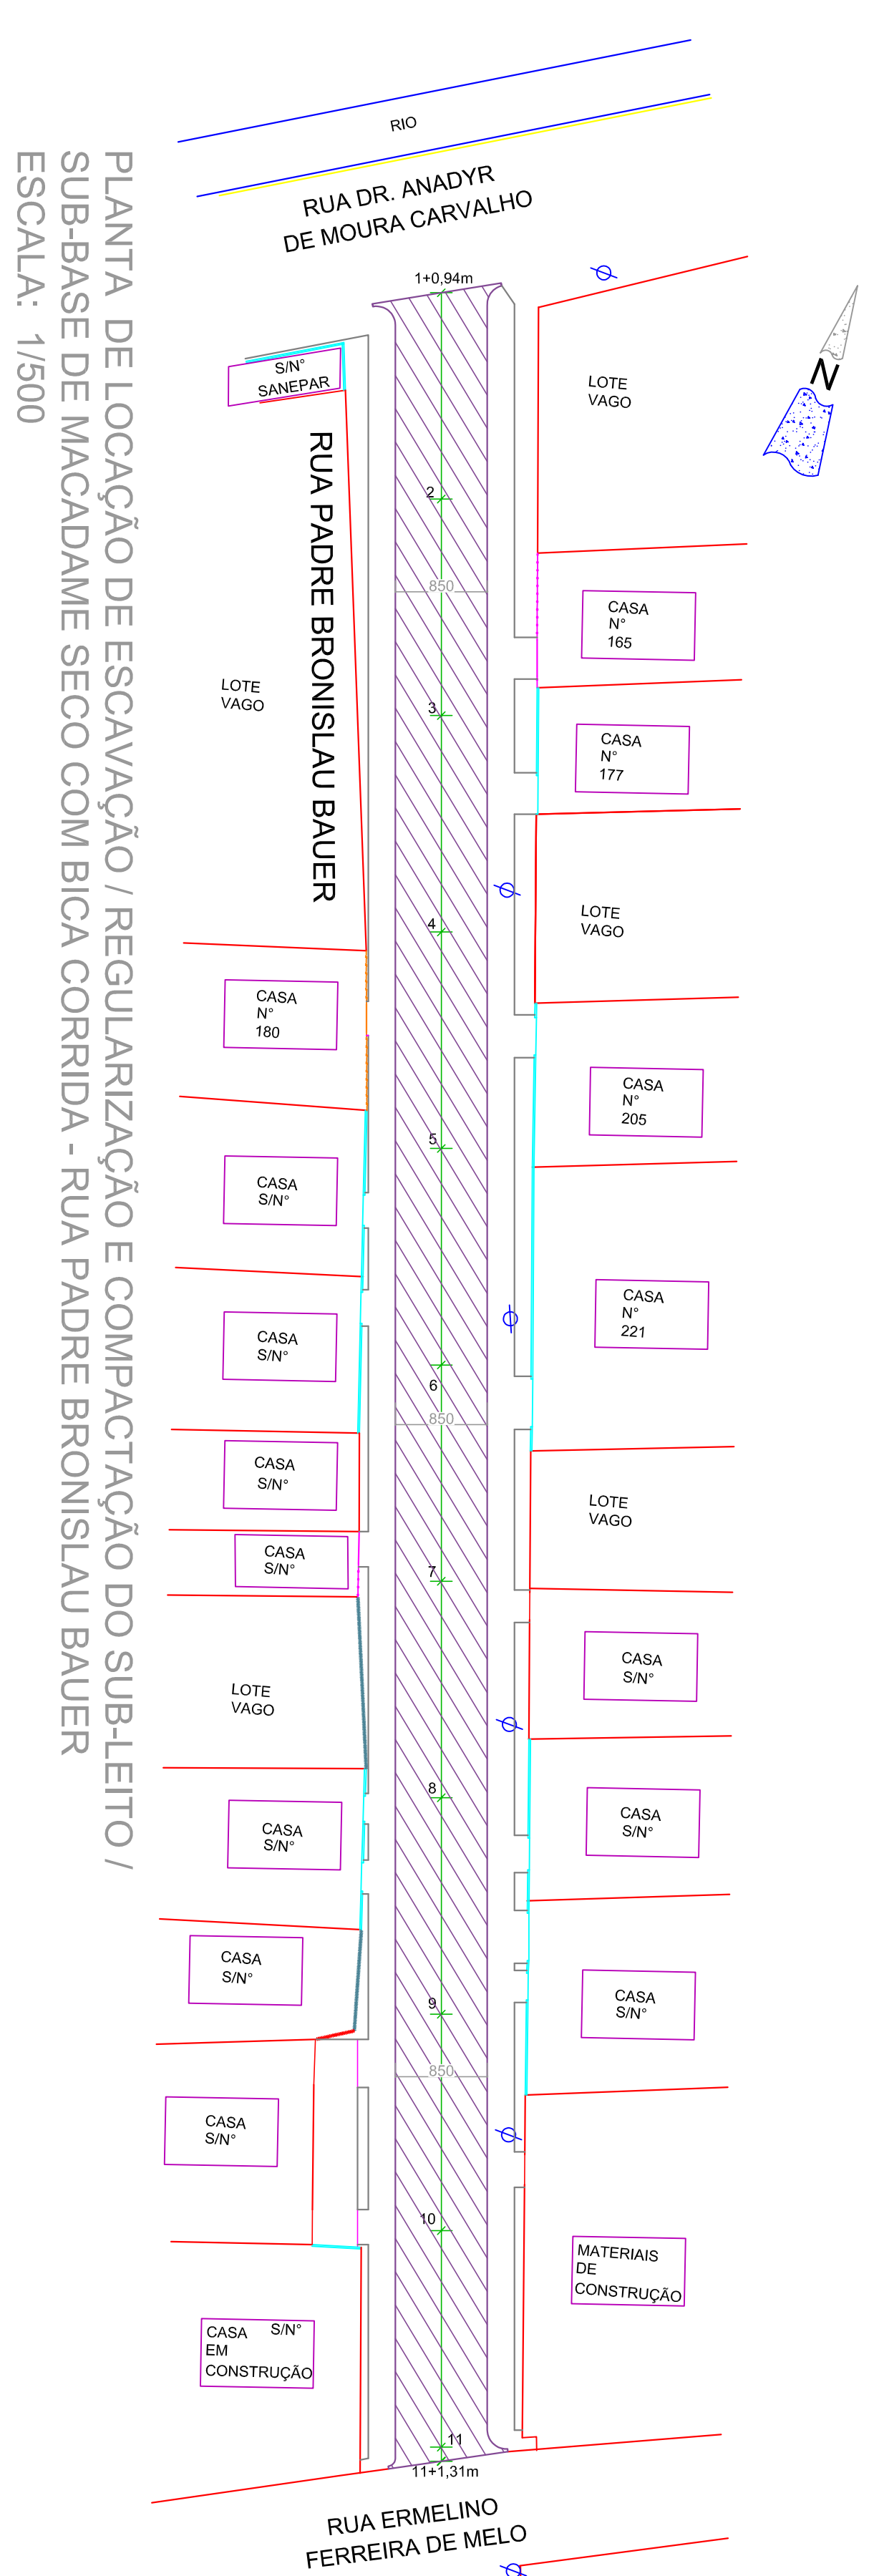 PLANTA DE LOCAÇÃO DE ESCAVAÇÃO / REGULARIZAÇÃO E COMPACTAÇÃO DO SUB-LEITO /
SUB-BASE DE MACADAME SECO COM BICA CORRIDA - RUA PADRE BRONISLAU BAUER
ESCALA: 1/500
RIO
RUA DR. ANADYR
DE MOURA CARVALHO
1+0,94m
N
S/N°
SANEPAR
LOTE
VAGO
RUA PADRE BRONISLAU BAUER
2
850
CASA
N°
165
LOTE
VAGO
3
CASA
N°
177
LOTE
VAGO
4
CASA
N°
180
CASA
N°
205
5
CASA
S/N°
CASA
N°
221
CASA
S/N°
6
850
CASA
S/N°
LOTE
VAGO
CASA
S/N°
7
CASA
S/N°
LOTE
VAGO
8
CASA
S/N°
CASA
S/N°
CASA
S/N°
CASA
S/N°
9
850
CASA
S/N°
10
MATERIAIS
DE
CONSTRUÇÃO
CASA S/N°
EM
CONSTRUÇÃO
11
11+1,31m
RUA ERMELINO
FERREIRA DE MELO